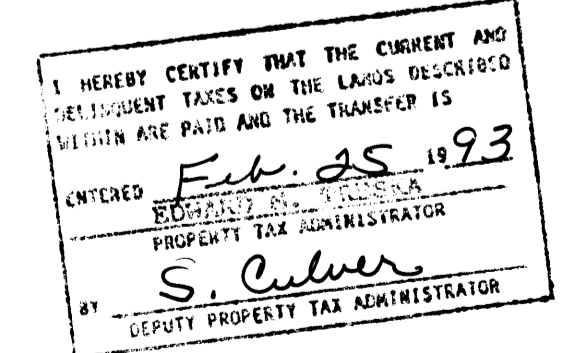 I HEREBY CERTIFY THAT THE CURRENT AND
DELINQUENT TAXES ON THE LANDS DESCRIBED
WITHIN ARE PAID AND THE TRANSFER IS
ENTERED Feb. 25 1993
EDWARD M. TRESKA
PROPERTY TAX ADMINISTRATOR
BY S. Culver
DEPUTY PROPERTY TAX ADMINISTRATOR